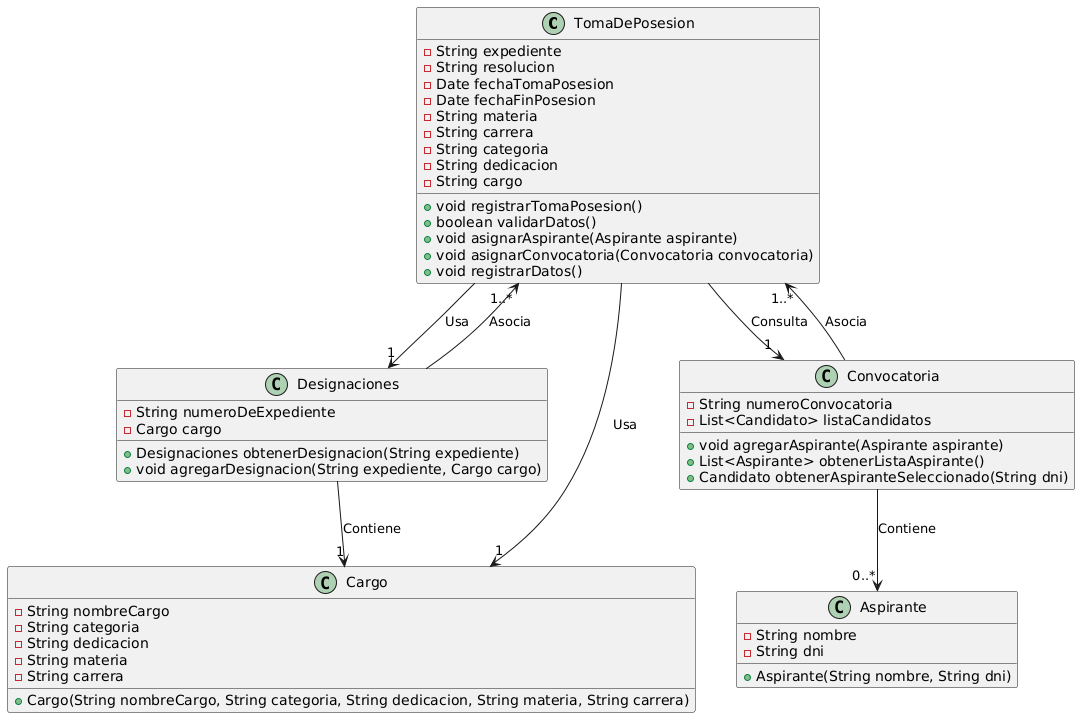 C TomaDePosesion
String expediente
String resolucion
Date fechaTomaPosesion
Date fechaFinPosesion
String materia
String carrera
String categoria
String dedicacion
String cargo
void registrarTomaPosesion()
boolean validarDatos()
void asignarAspirante(Aspirante aspirante)
void asignarConvocatoria(Convocatoria convocatoria)
void registrarDatos()
1..*
1..*
Usa
Asocia
Consulta
Asocia
1
1
C Designaciones
String numeroDeExpediente
Cargo cargo
Designaciones obtenerDesignacion(String expediente)
void agregarDesignacion(String expediente, Cargo cargo)
Usa
C Convocatoria
String numeroConvocatoria
List<Candidato> listaCandidatos
void agregarAspirante(Aspirante aspirante)
List<Aspirante> obtenerListaAspirante()
Candidato obtenerAspiranteSeleccionado(String dni)
Contiene
1
1
Contiene
0..*
C Cargo
String nombreCargo
String categoria
String dedicacion
String materia
String carrera
Cargo(String nombreCargo, String categoria, String dedicacion, String materia, String carrera)
C Aspirante
String nombre
String dni
Aspirante(String nombre, String dni)